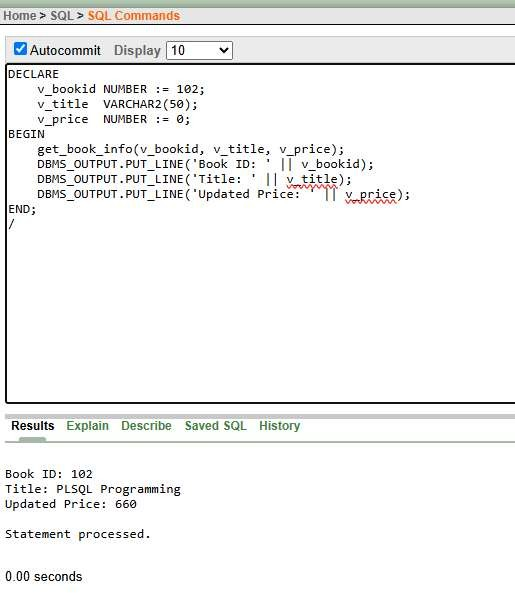 Home > SQL > SQL Commands
Autocommit Display 10
DECLARE
    v_bookid NUMBER := 102;
    v_title  VARCHAR2(50);
    v_price  NUMBER := 0;
BEGIN
    get_book_info(v_bookid, v_title, v_price);
    DBMS_OUTPUT.PUT_LINE('Book ID: ' || v_bookid);
    DBMS_OUTPUT.PUT_LINE('Title: ' || v_title);
    DBMS_OUTPUT.PUT_LINE('Updated Price: ' || v_price);
END;
/
Results Explain Describe Saved SQL History
Book ID: 102
Title: PLSQL Programming
Updated Price: 660
Statement processed.
0.00 seconds